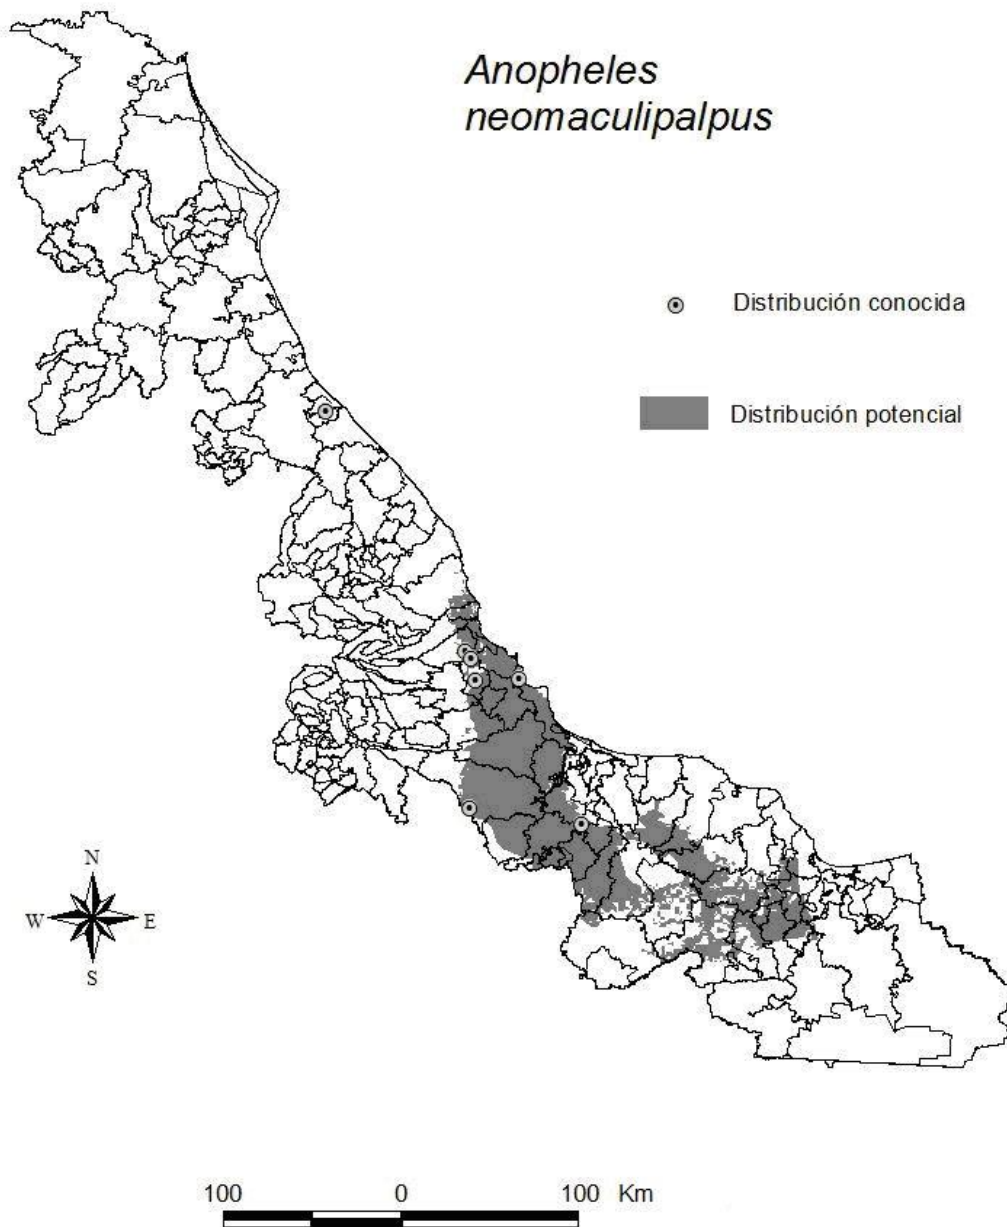 Anopheles
neomaculipalpus
Distribución conocida
Distribución potencial
N
W E
S
100 0 100 Km